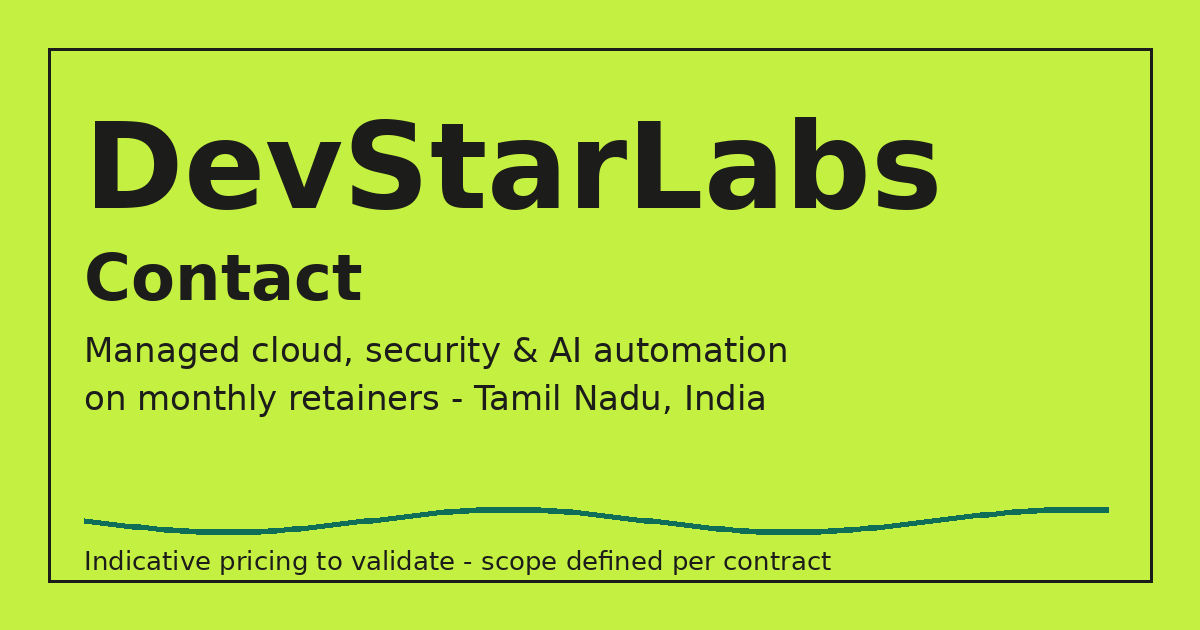 DevStarLabs
Contact
Managed cloud, security & AI automation
on monthly retainers - Tamil Nadu, India
Indicative pricing to validate - scope defined per contract